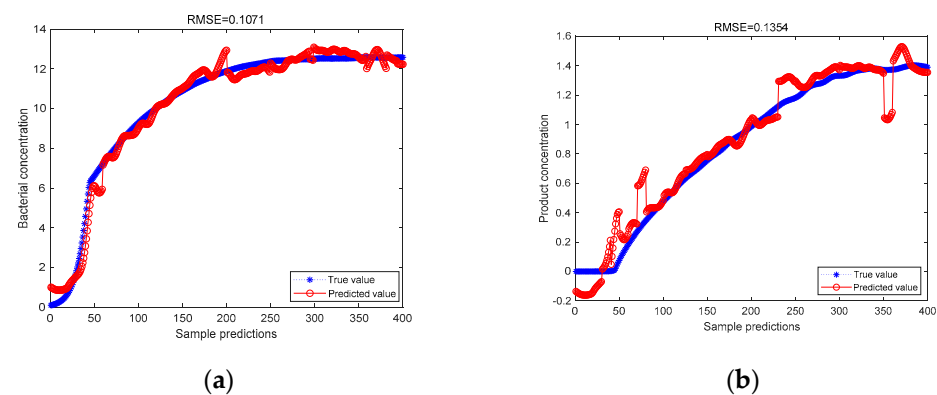 RMSE=0.1071
14
12
10
8
6
4
2
0
Bacterial concentration
0 50 100 150 200 250 300 350 400
Sample predictions
True value
Predicted value
(a)
RMSE=0.1354
1.6
1.4
1.2
1
0.8
0.6
0.4
0.2
0
-0.2
Product concentration
0 50 100 150 200 250 300 350 400
Sample predictions
True value
Predicted value
(b)